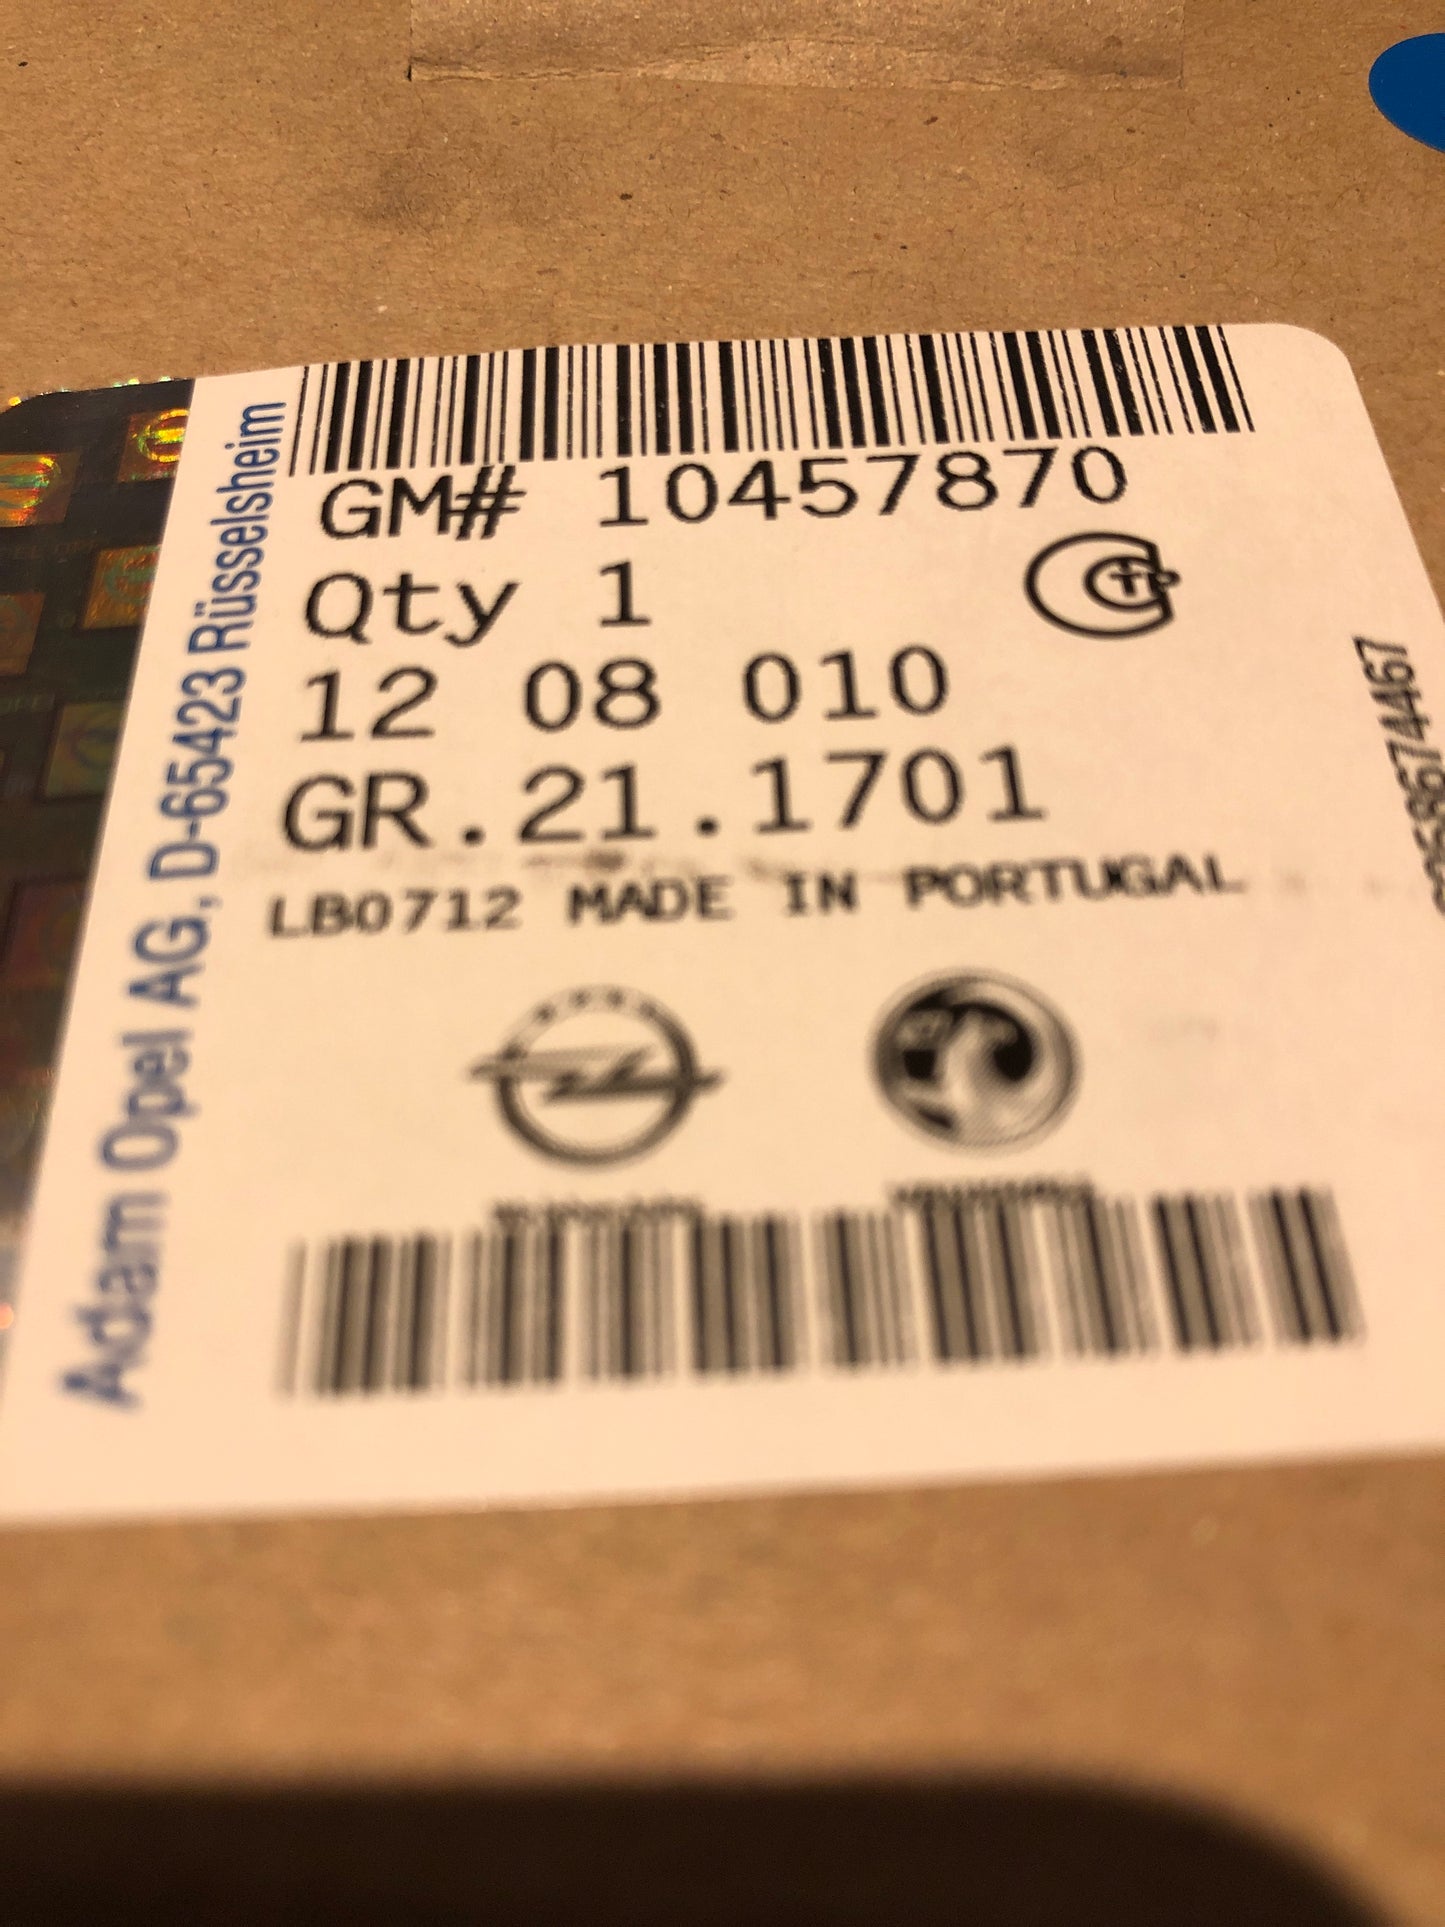 GM# 10457870
Qty 1
12 08 010
GR.21.1701
LB0712 MADE IN PORTUGAL
VAUXHALL
Adam Opel AG, D-65423 Rüsselsheim